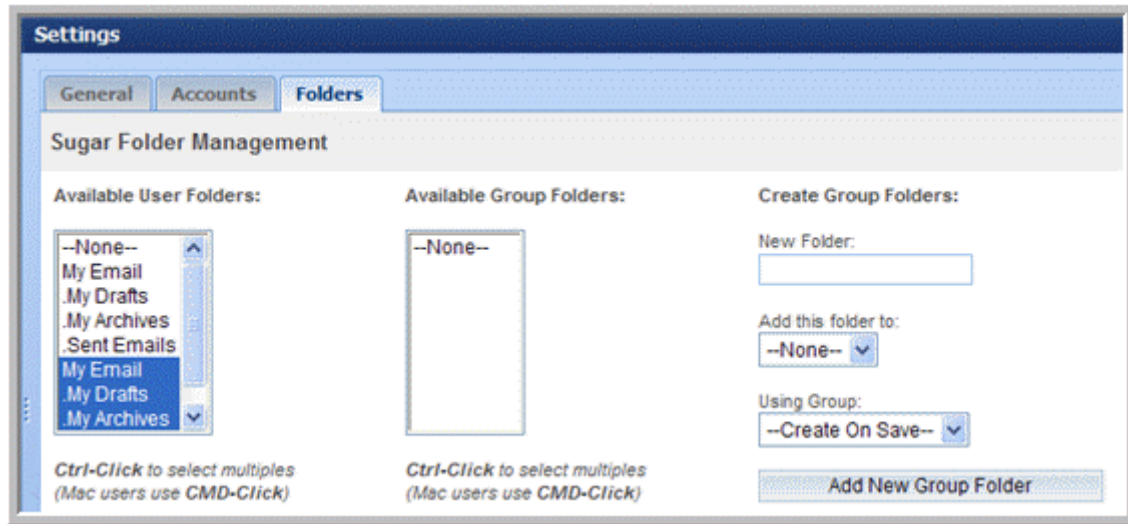 Settings
General Accounts Folders
Sugar Folder Management
Available User Folders:
--None--
My Email
.My Drafts
.My Archives
.Sent Emails
My Email
.My Drafts
.My Archives
Ctrl-Click to select multiples
(Mac users use CMD-Click)
Available Group Folders:
--None--
Ctrl-Click to select multiples
(Mac users use CMD-Click)
Create Group Folders:
New Folder:
Add this folder to:
--None--
Using Group:
--Create On Save--
Add New Group Folder